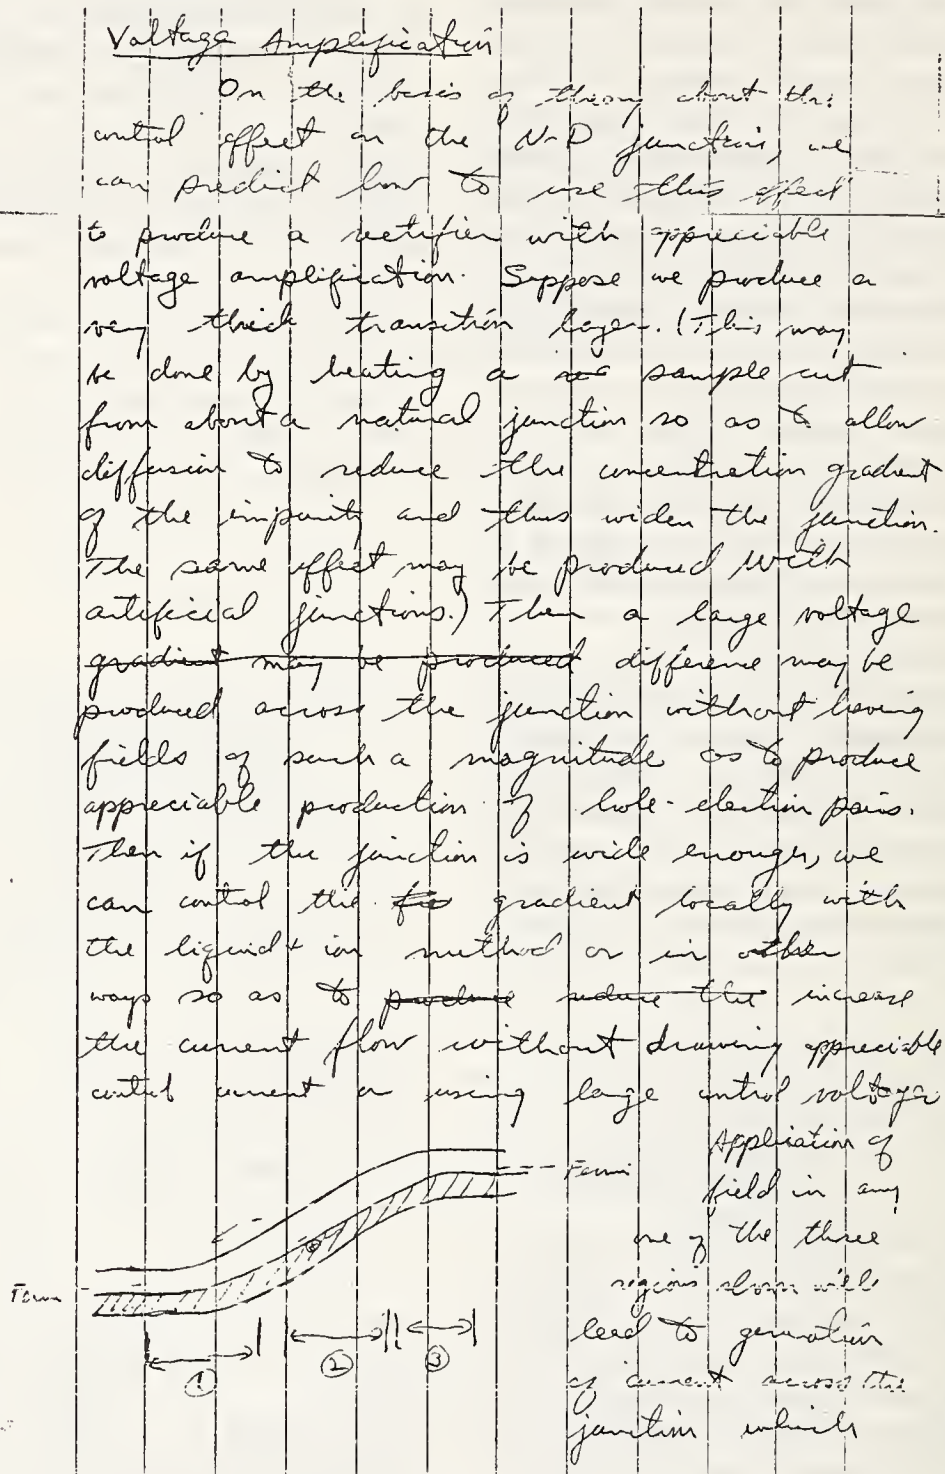 Voltage Amplification
On the basis of theory about the
control effect on the N-P junction, we
can predict how to use this effect
to produce a rectifier with appreciable
voltage amplification. Suppose we produce a
very thick transition layer. (This may
be done by heating a sample cut
from about a natural junction so as to allow
diffusion to reduce the concentration gradient
of the impurity and thus widen the junction.
The same effect may be produced with
artificial junctions.) Then a large voltage
gradient may be produced difference may be
produced across the junction without having
fields of such a magnitude as to produce
appreciable production of hole-electron pairs.
Then if the junction is wide enough, we
can control the gradient locally with
the liquid + ion method or in other
ways so as to produce reduce the increase
the current flow without drawing appreciable
control current or using large control voltages
Application of
Fermi
field in any
one of the three
regions shown will
Fermi
lead to generation
1 2 3
of current across the
junction which